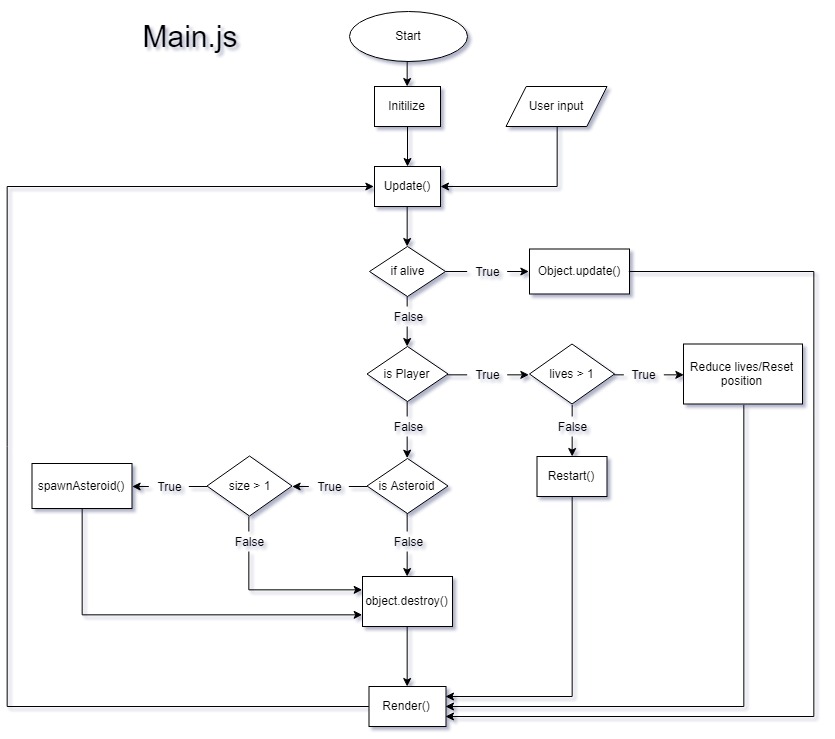 Main.js
Start
Initilize
User input
Update()
if alive
True
Object.update()
False
is Player
True
lives > 1
True
Reduce lives/Reset
position
False
False
spawnAsteroid()
True
size > 1
True
is Asteroid
Restart()
False
False
object.destroy()
Render()